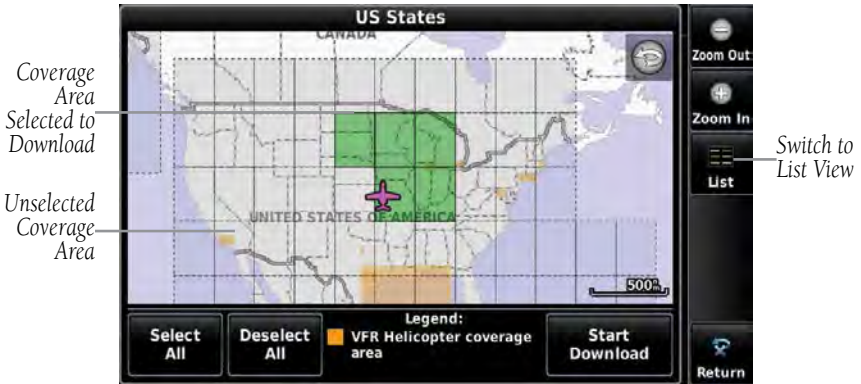 US States
CANADA
UNITED STATES OF AMERICA
Coverage
Area
Selected to
Download
Unselected
Coverage
Area
Zoom Out
Zoom In
List
Return
Switch to
List View
Select
All
Deselect
All
Legend:
VFR Helicopter coverage
area
Start
Download